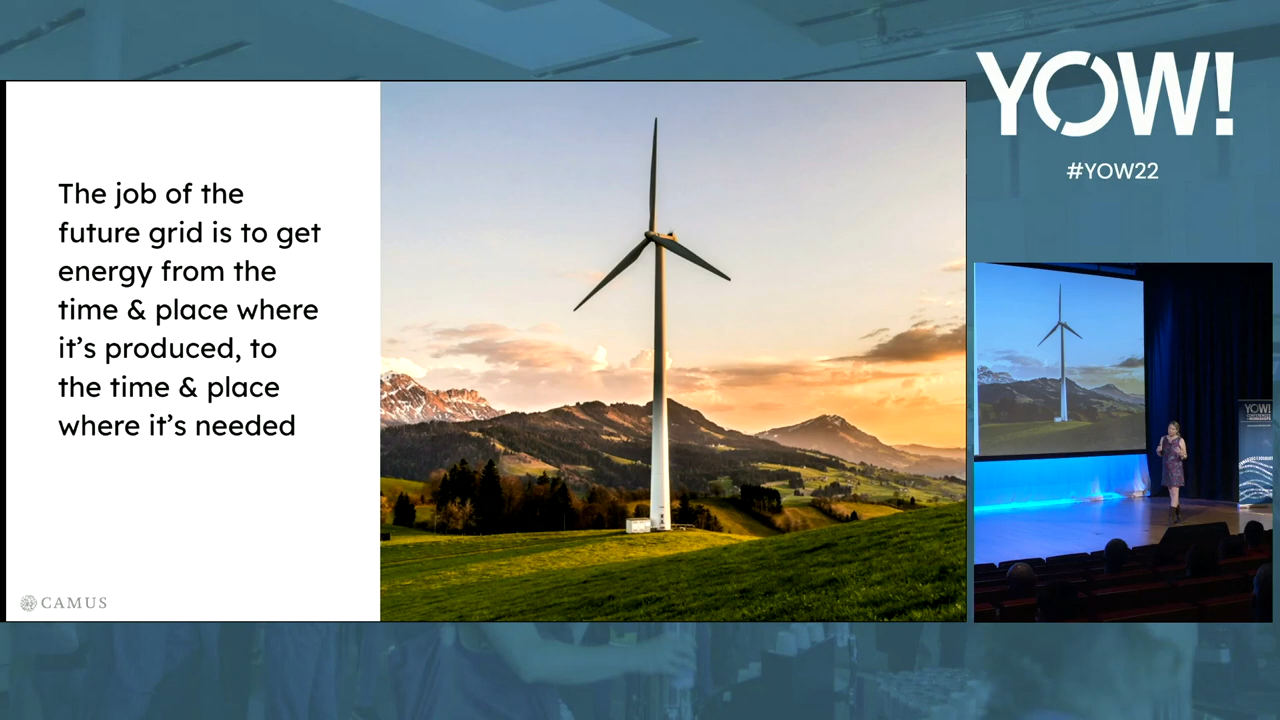 The job of the
future grid is to get
energy from the
time & place where
it's produced, to
the time & place
where it's needed
CAMUS
YOW!
#YOW22
YOW!